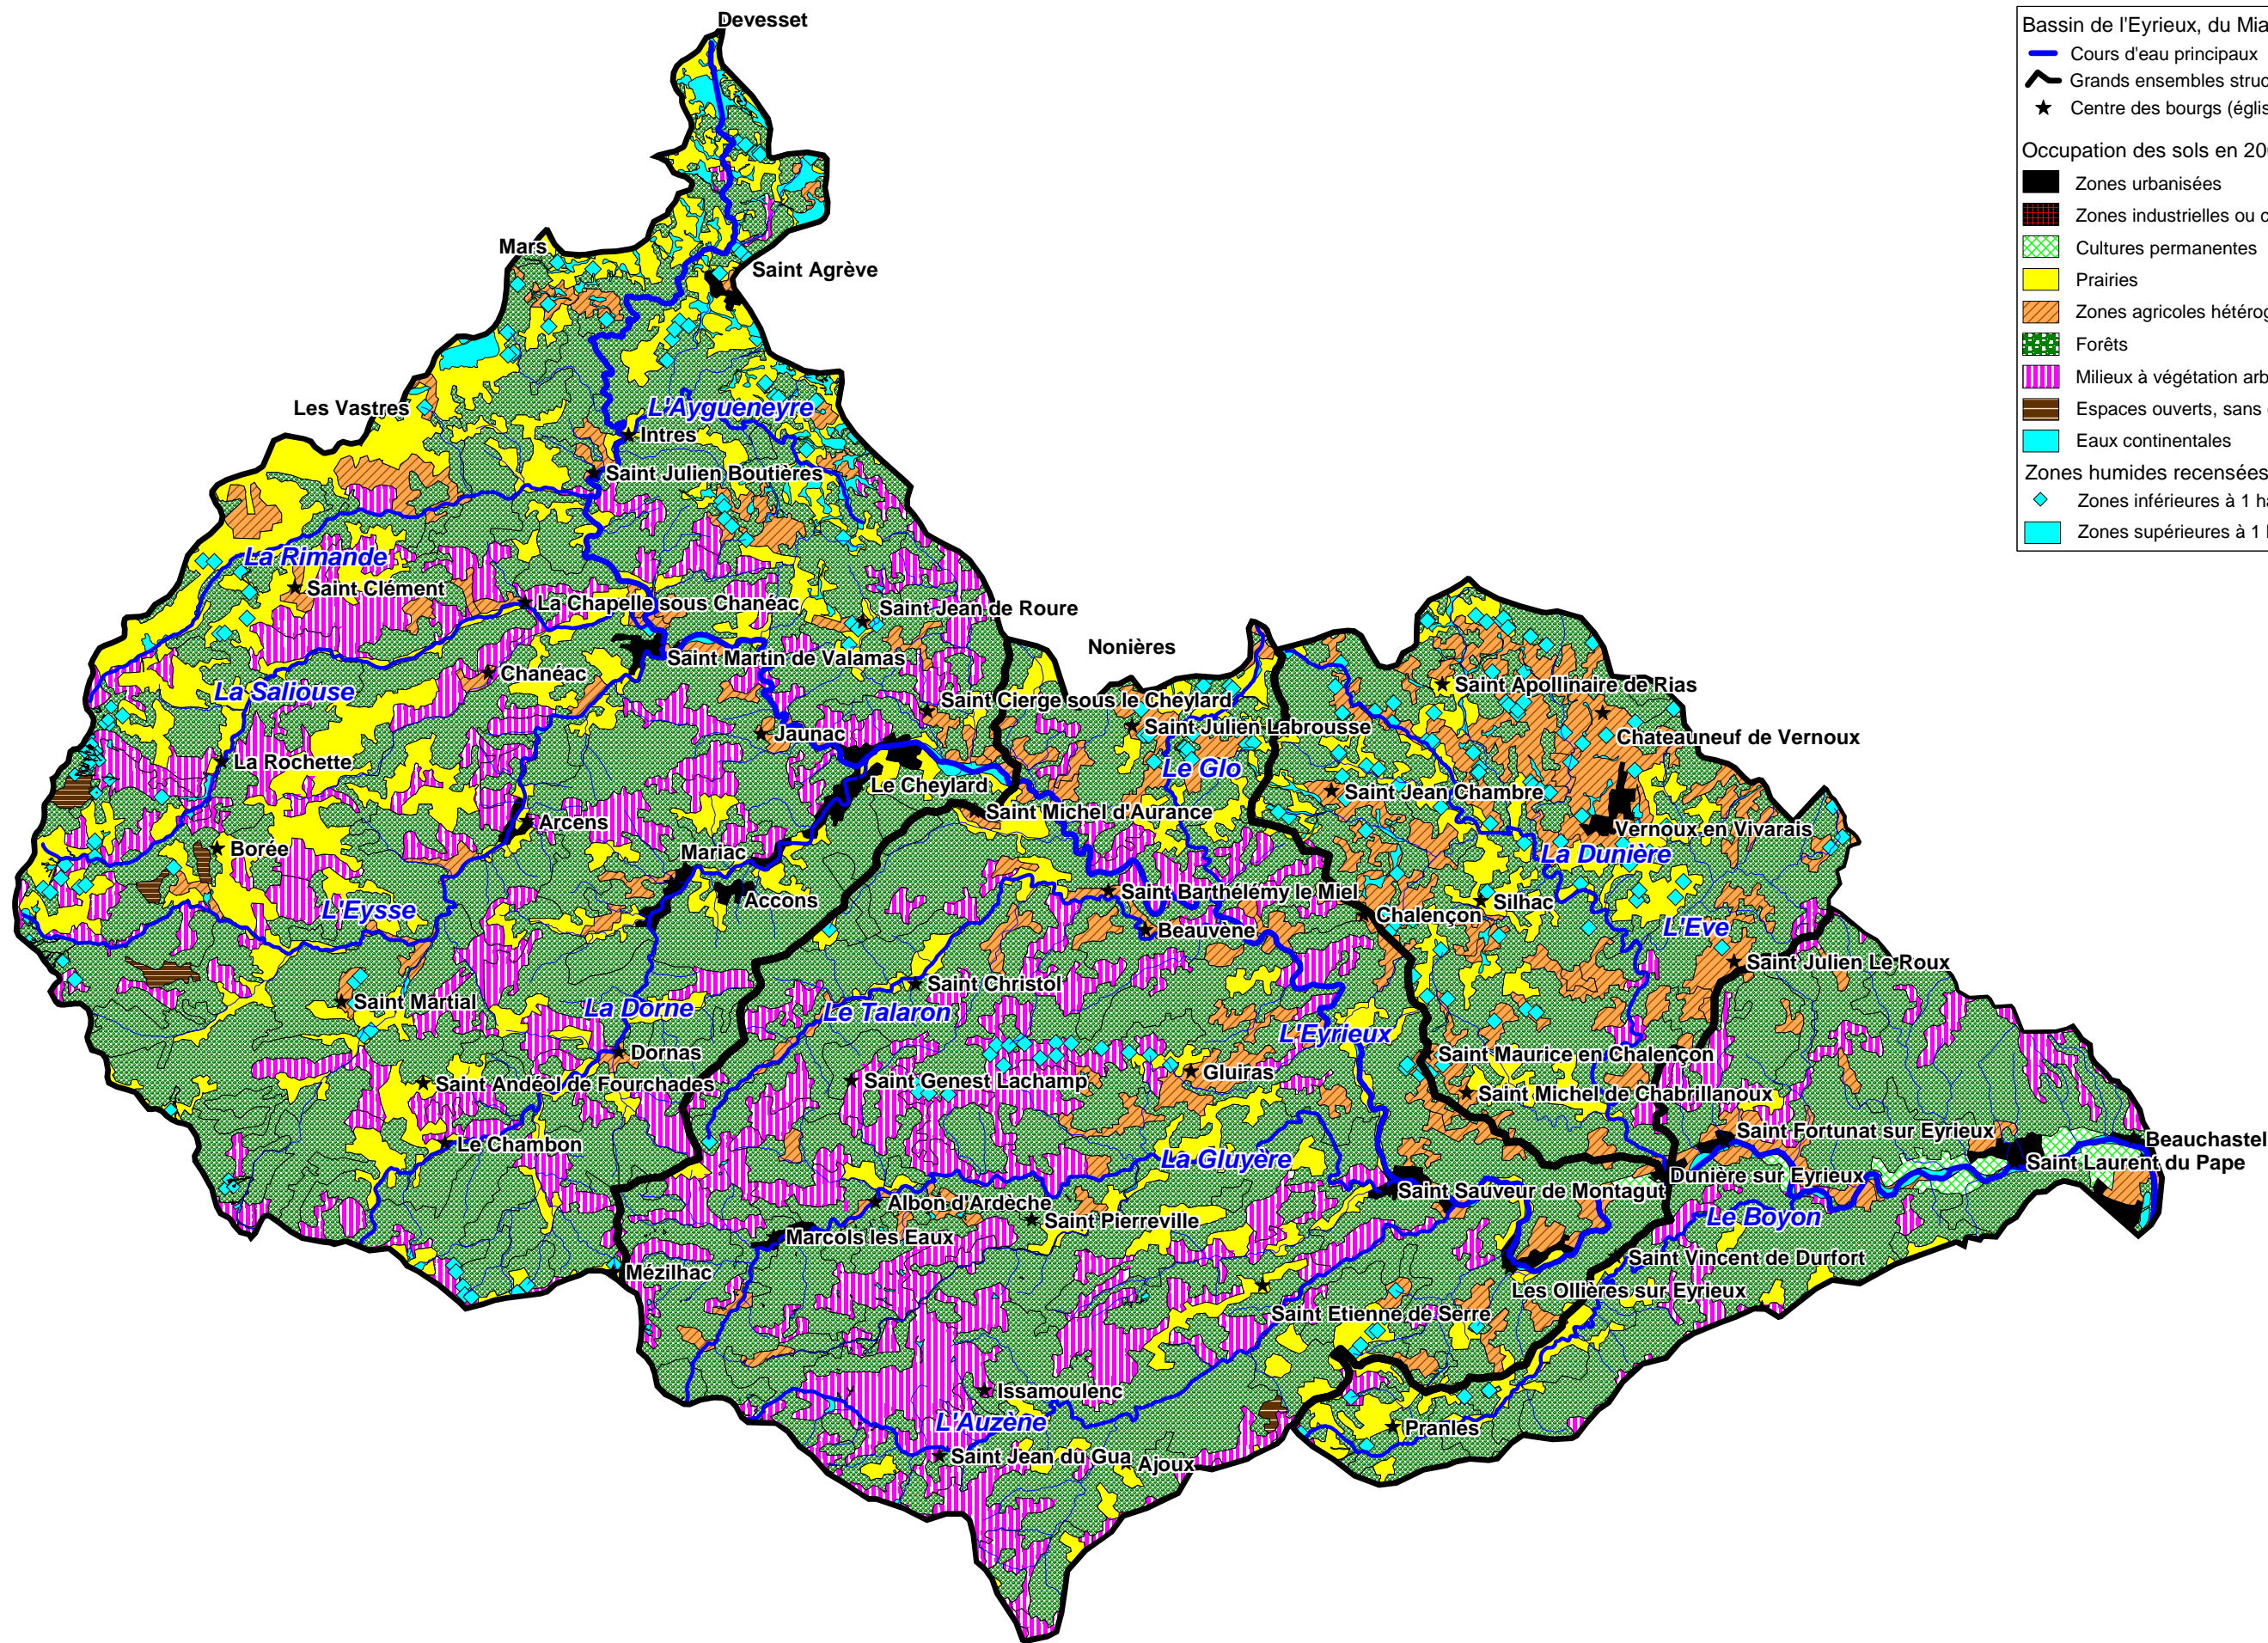 Devesset
Bassin de l'Eyrieux, du Mia
Cours d'eau principaux
Grands ensembles struc
Centre des bourgs (églis
Occupation des sols en 20
Zones urbanisées
Zones industrielles ou c
Cultures permanentes
Prairies
Zones agricoles hétérog
Forêts
Milieux à végétation arb
Espaces ouverts, sans
Eaux continentales
Zones humides recensées
Zones inférieures à 1 ha
Zones supérieures à 1 h
Mars
Saint Agrève
Les Vastres
L'Aygueneyre
Intres
Saint Julien Boutières
La Rimande
Saint Clément
La Chapelle sous Chanéac
Saint Jean de Roure
Nonières
Saint Martin de Valamas
Chanéac
La Saliouse
Saint Apollinaire de Rias
Saint Cierge sous le Cheylard
Saint Julien Labrousse
Jaunac
Chateauneuf de Vernoux
La Rochette
Le Glo
Le Cheylard
Saint Jean Chambre
Saint Michel d'Aurance
Arcens
Vernoux en Vivarais
Borée
Mariac
La Dunière
Saint Barthélémy le Miel
Accons
Silhac
L'Eysse
Chalençon
Beauvène
L'Eve
Saint Julien Le Roux
Saint Christol
Saint Martial
La Dorne
Le Talaron
L'Eyrieux
Dornas
Saint Maurice en Chalençon
Gluiras
Saint Genest Lachamp
Saint Andéol de Fourchades
Saint Michel de Chabrillanoux
Saint Fortunat sur Eyrieux
Beauchastel
Le Chambon
La Gluyère
Saint Laurent du Pape
Dunière sur Eyrieux
Saint Sauveur de Montagut
Albon d'Ardèche
Saint Pierreville
Le Boyon
Marcols les Eaux
Saint Vincent de Durfort
Mézilhac
Les Ollières sur Eyrieux
Saint Etienne de Serre
Issamoulenc
L'Auzène
Pranles
Saint Jean du Gua
Ajoux